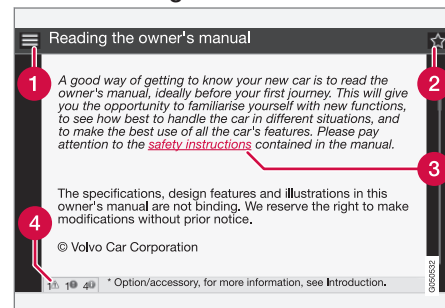 Reading the owner's manual
1
2
A good way of getting to know your new car is to read the
owner's manual, ideally before your first journey. This will give
you the opportunity to familiarise yourself with new functions,
to see how best to handle the car in different situations, and
to make the best use of all the car's features. Please pay
attention to the safety instructions contained in the manual.
3
The specifications, design features and illustrations in this
owner's manual are not binding. We reserve the right to make
modifications without prior notice.
4
© Volvo Car Corporation
1 1 4 * Option/accessory, for more information, see Introduction.
G050532